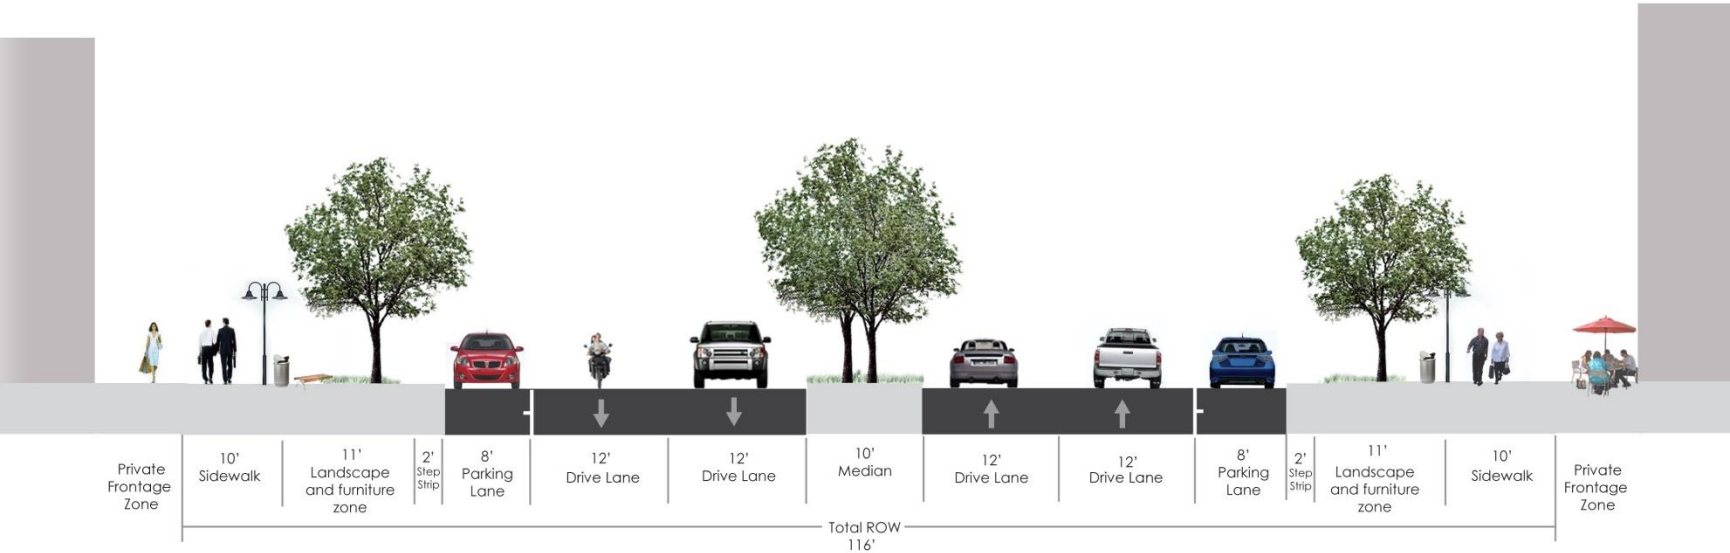 Private
Frontage
Zone
10'
Sidewalk
11'
Landscape
and furniture
zone
2'
Step
Strip
8'
Parking
Lane
12'
Drive Lane
12'
Drive Lane
10'
Median
12'
Drive Lane
12'
Drive Lane
8'
Parking
Lane
2'
Step
Strip
11'
Landscape
and furniture
zone
10'
Sidewalk
Private
Frontage
Zone
Total ROW
116'